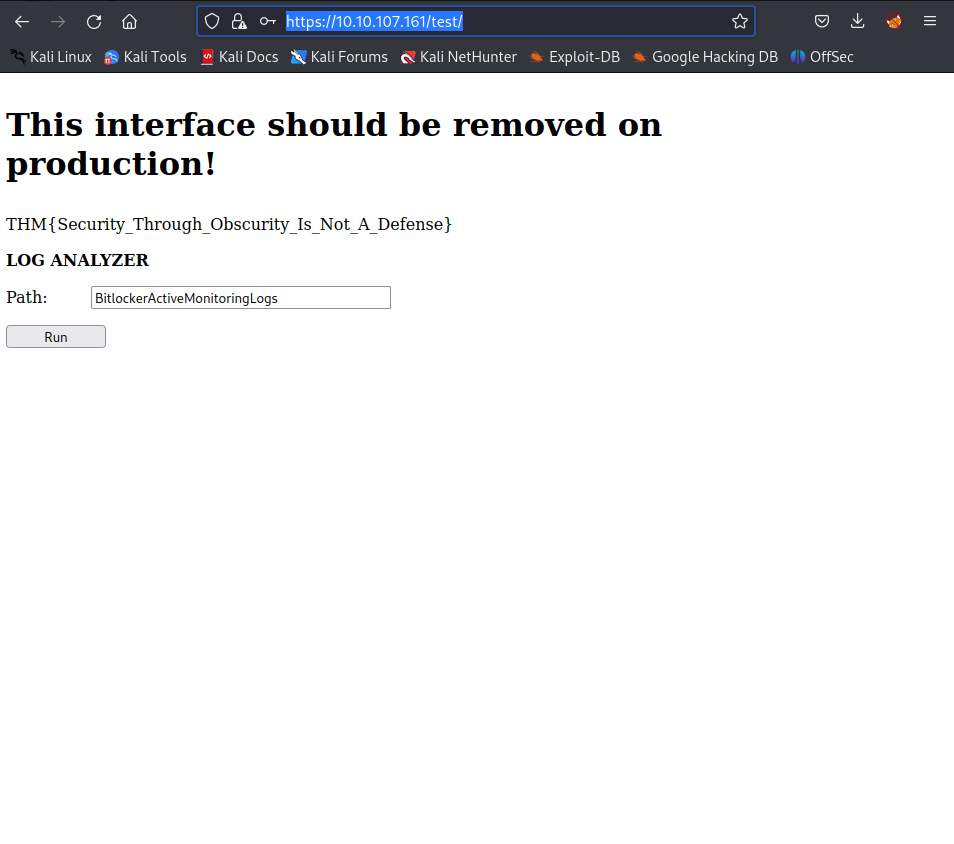 https://10.10.107.161/test/
Kali Linux Kali Tools Kali Docs Kali Forums Kali NetHunter Exploit-DB Google Hacking DB OffSec
This interface should be removed on
production!
THM{Security_Through_Obscurity_Is_Not_A_Defense}
LOG ANALYZER
Path: BitlockerActiveMonitoringLogs
Run